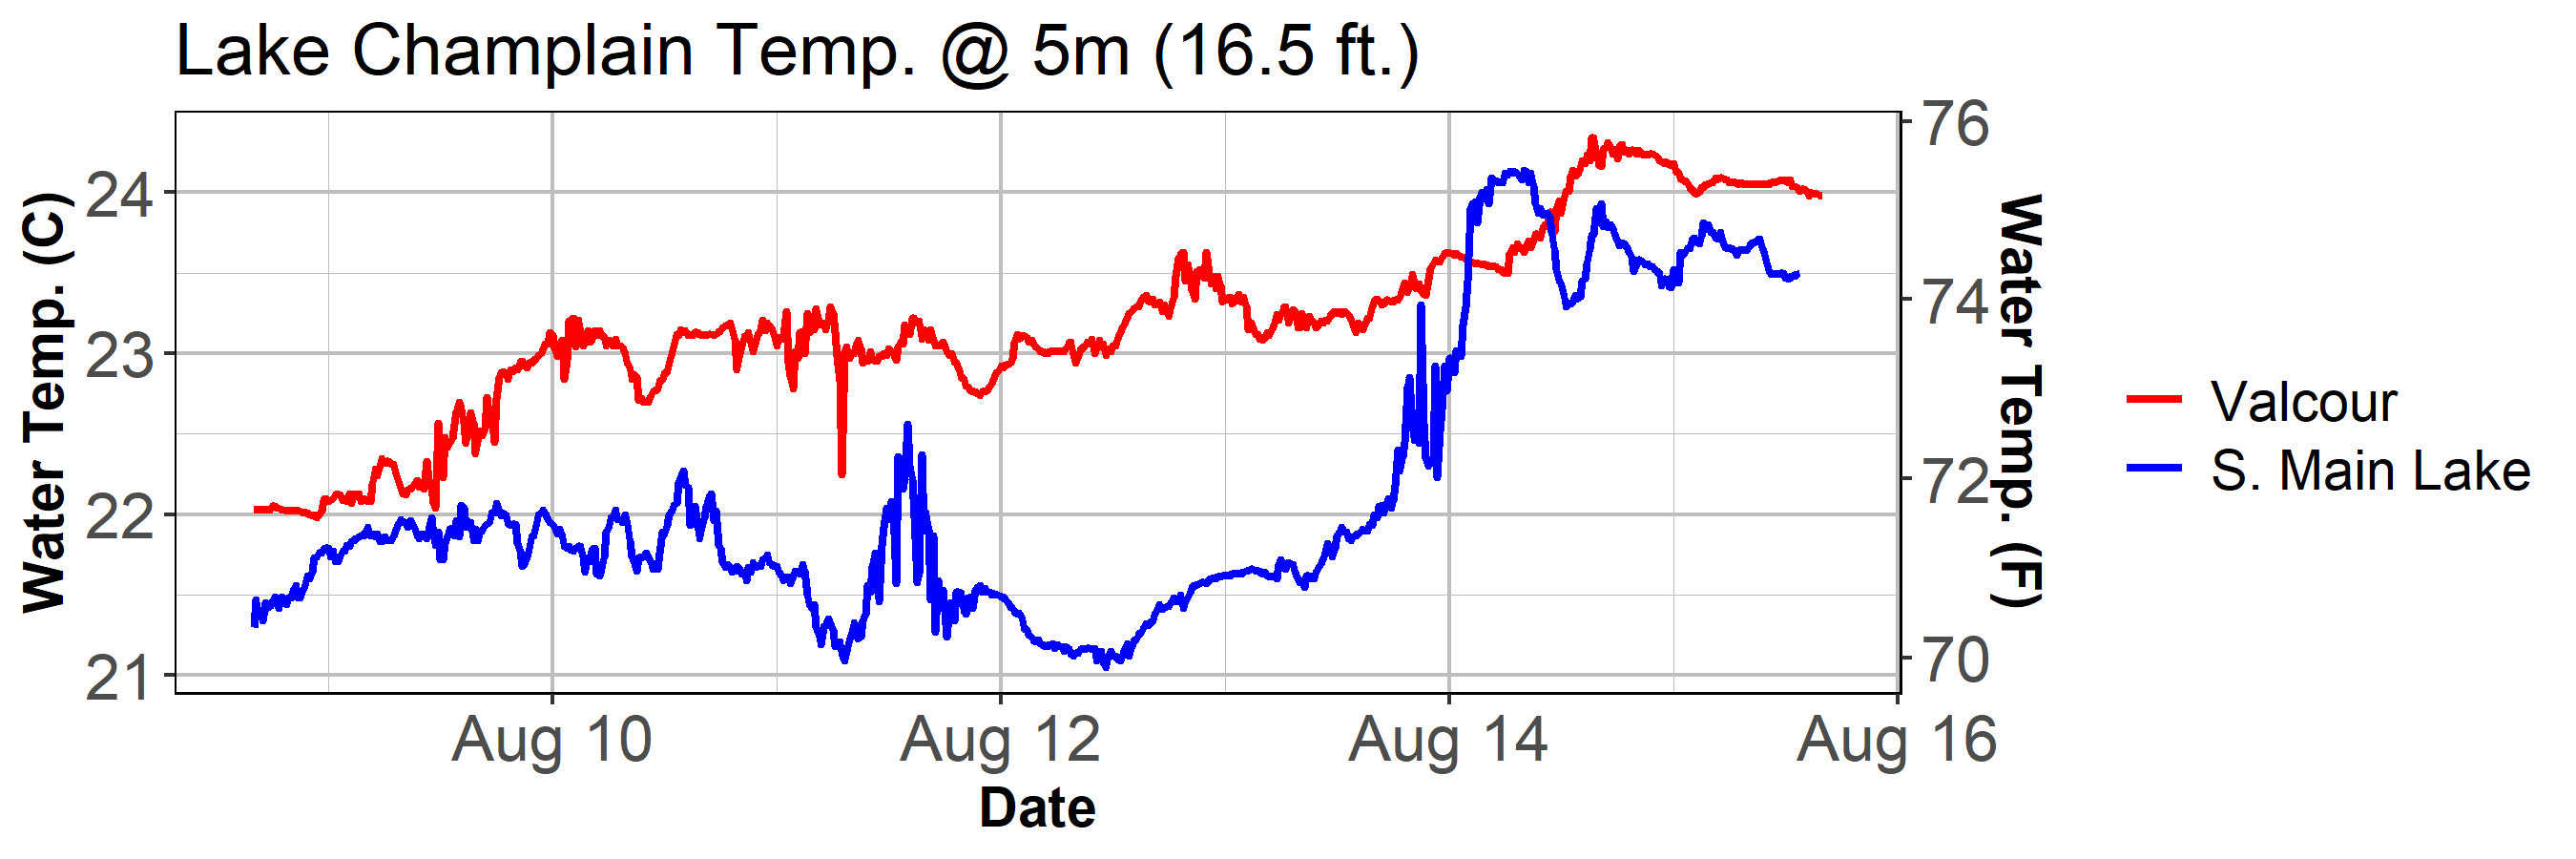 Lake Champlain Temp. @ 5m (16.5 ft.)
Water Temp. (C)
24
23
22
21
76
74
72
70
Water Temp. (F)
Aug 10
Aug 12
Aug 14
Aug 16
Date
Valcour
S. Main Lake